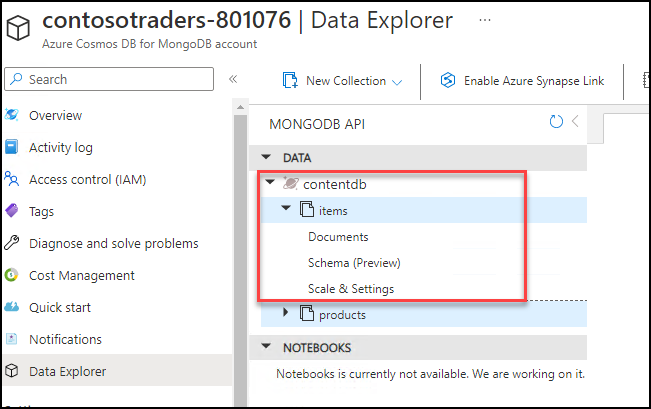 contosotraders-801076 | Data Explorer ...
Azure Cosmos DB for MongoDB account
Search
«
New Collection
Enable Azure Synapse Link
Overview
Activity log
Access control (IAM)
Tags
Diagnose and solve problems
Cost Management
Quick start
Notifications
Data Explorer
MONGODB API
DATA
contentdb
items
Documents
Schema (Preview)
Scale & Settings
products
NOTEBOOKS
Notebooks is currently not available. We are working on it.